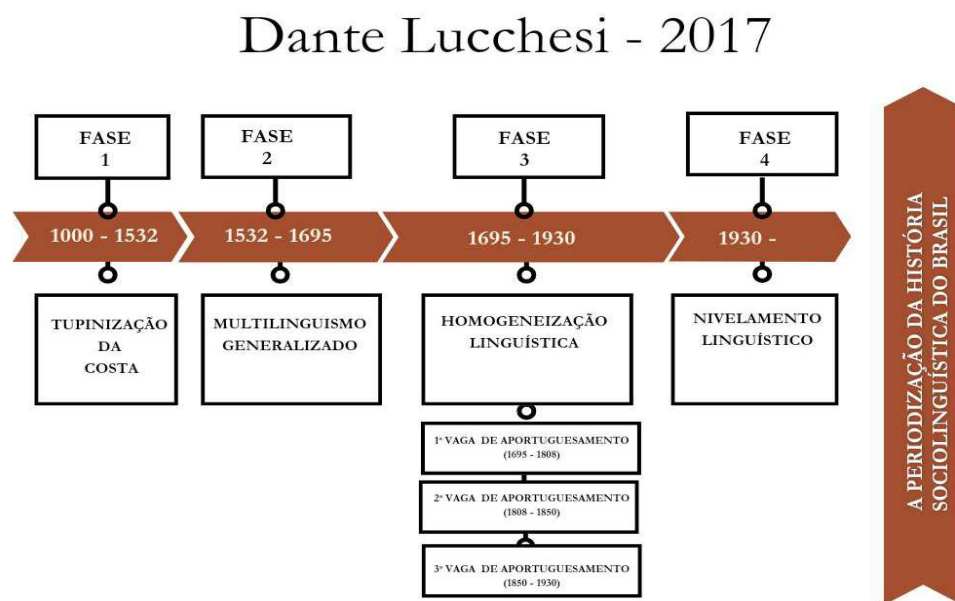 Dante Lucchesi - 2017
FASE
1
FASE
2
FASE
3
FASE
4
1000 - 1532
1532 - 1695
1695 - 1930
1930 -
TUPINIZAÇÃO
DA
COSTA
MULTILINGUISMO
GENERALIZADO
HOMOGENEIZAÇÃO
LINGUÍSTICA
NIVELAMENTO
LINGUÍSTICO
1ª VAGA DE APORTUGUESAMENTO
(1695 - 1808)
2ª VAGA DE APORTUGUESAMENTO
(1808 - 1850)
3ª VAGA DE APORTUGUESAMENTO
(1850 - 1930)
A PERIODIZAÇÃO DA HISTÓRIA
SOCIOLINGUÍSTICA DO BRASIL